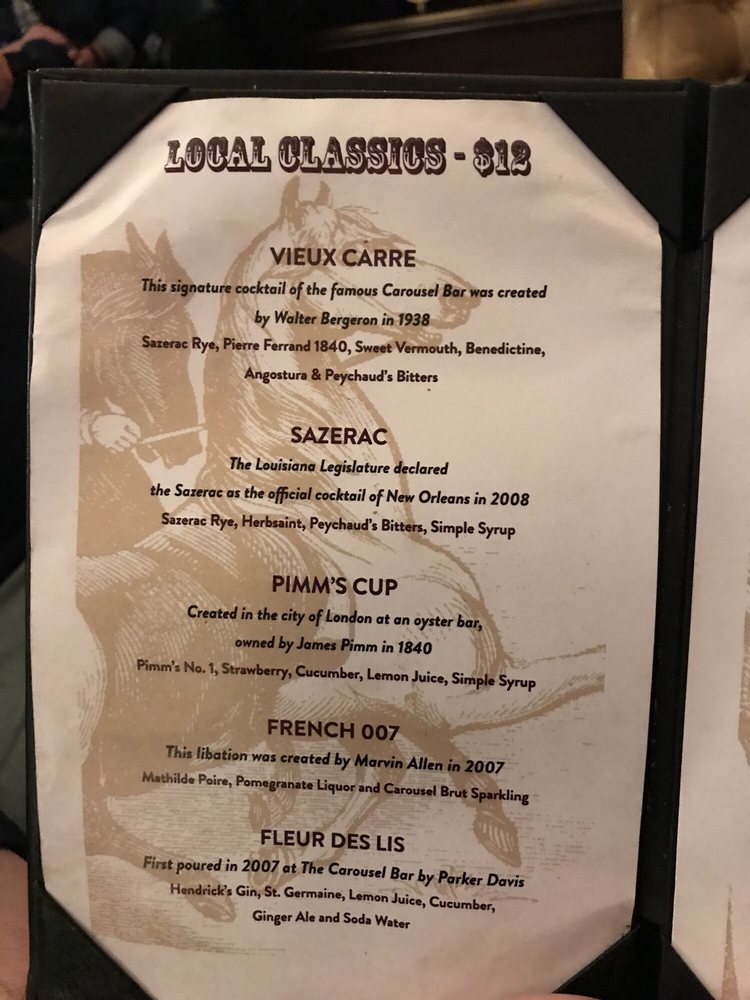 LOCAL CLASSICS - $12
VIEUX CARRE
This signature cocktail of the famous Carousel Bar was created
by Walter Bergeron in 1938
Sazerac Rye, Pierre Ferrand 1840, Sweet Vermouth, Benedictine,
Angostura & Peychaud's Bitters
SAZERAC
The Louisiana Legislature declared
the Sazerac as the official cocktail of New Orleans in 2008
Sazerac Rye, Herbsaint, Peychaud's Bitters, Simple Syrup
PIMM'S CUP
Created in the city of London at an oyster bar,
owned by James Pimm in 1840
Pimm's No. 1, Strawberry, Cucumber, Lemon Juice, Simple Syrup
FRENCH 007
This libation was created by Marvin Allen in 2007
Mathilde Poire, Pomegranate Liquor and Carousel Brut Sparkling
FLEUR DES LIS
First poured in 2007 at The Carousel Bar by Parker Davis
Hendrick's Gin, St. Germaine, Lemon Juice, Cucumber,
Ginger Ale and Soda Water